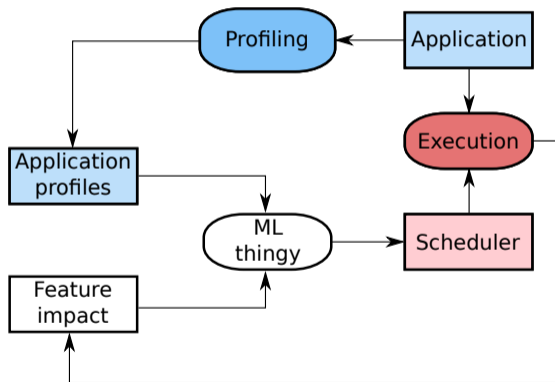 Profiling
Application
Execution
Application
profiles
ML
thingy
Scheduler
Feature
impact